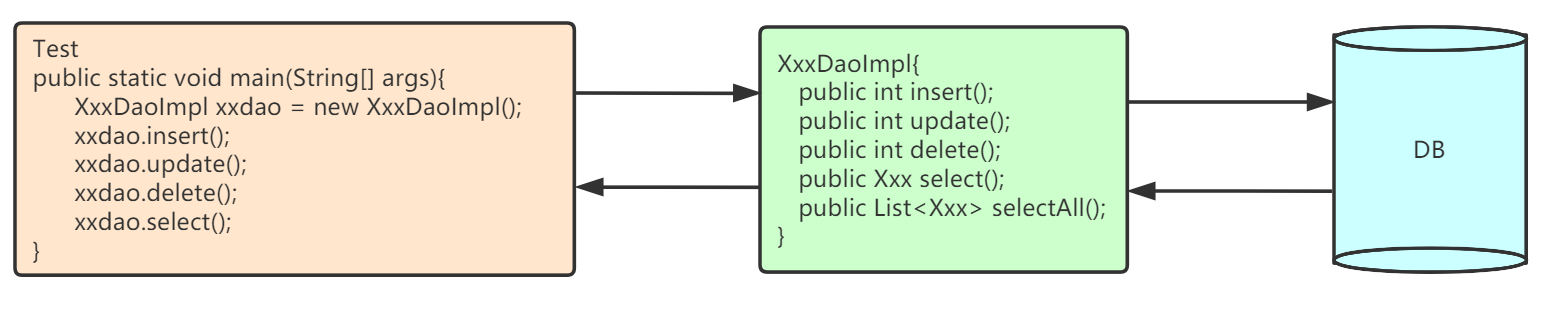 Test
public static void main(String[] args){
XxxDaoImpl xxdao = new XxxDaoImpl();
xxdao.insert();
xxdao.update();
xxdao.delete();
xxdao.select();
}
XxxDaoImpl{
public int insert();
public int update();
public int delete();
public Xxx select();
public List<Xxx> selectAll();
}
DB